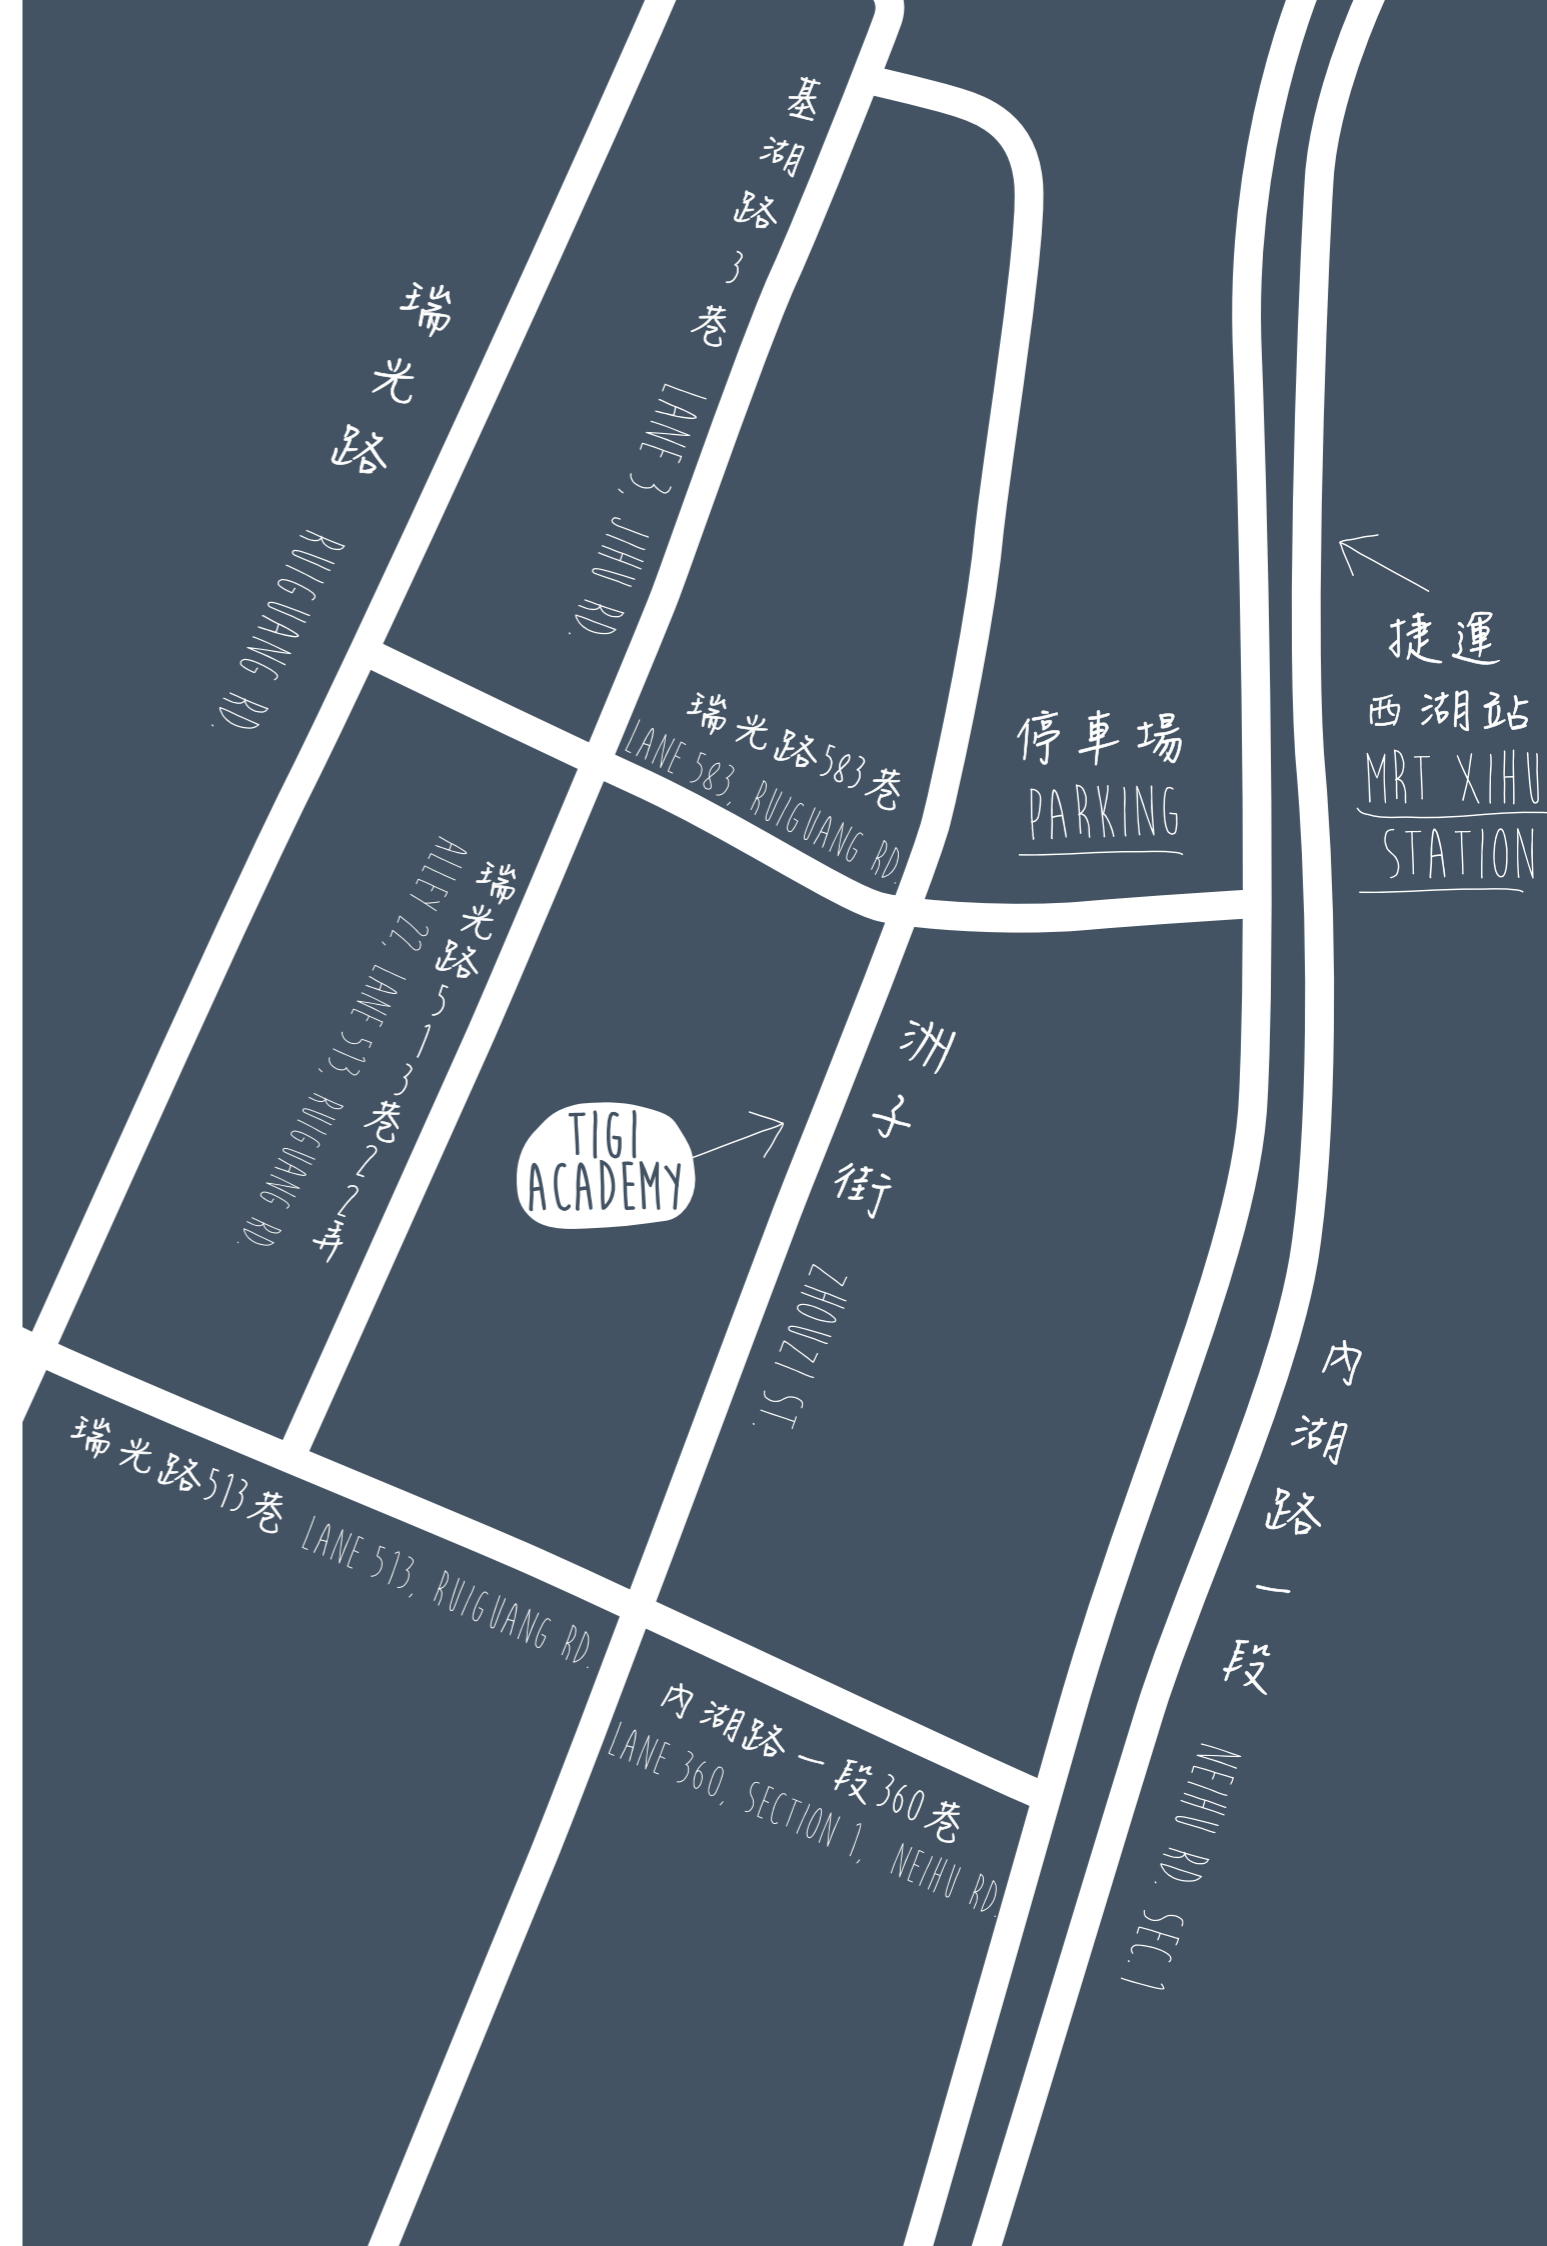 基湖路3巷
LANE 3, JIHU RD.
瑞光路
RUIGUANG RD.
捷運
西湖站
MRT XIHU
STATION
瑞光路583巷
LANE 583, RUIGUANG RD.
停車場
PARKING
瑞光路513巷22弄
ALLEY 22, LANE 513, RUIGUANG RD.
洲子街
ZHOUZI ST.
TIGI
ACADEMY
內湖路一段
NEIHU RD. SEC.1
瑞光路513巷 LANE 513, RUIGUANG RD.
內湖路一段360巷
LANE 360, SECTION 1, NEIHU RD.